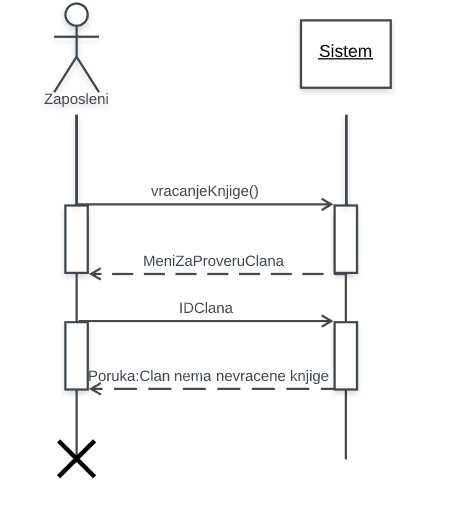 Sistem
Zaposleni
vracanjeKnjige()
MeniZaProveruClana
IDClana
Poruka:Clan nema nevracene knjige